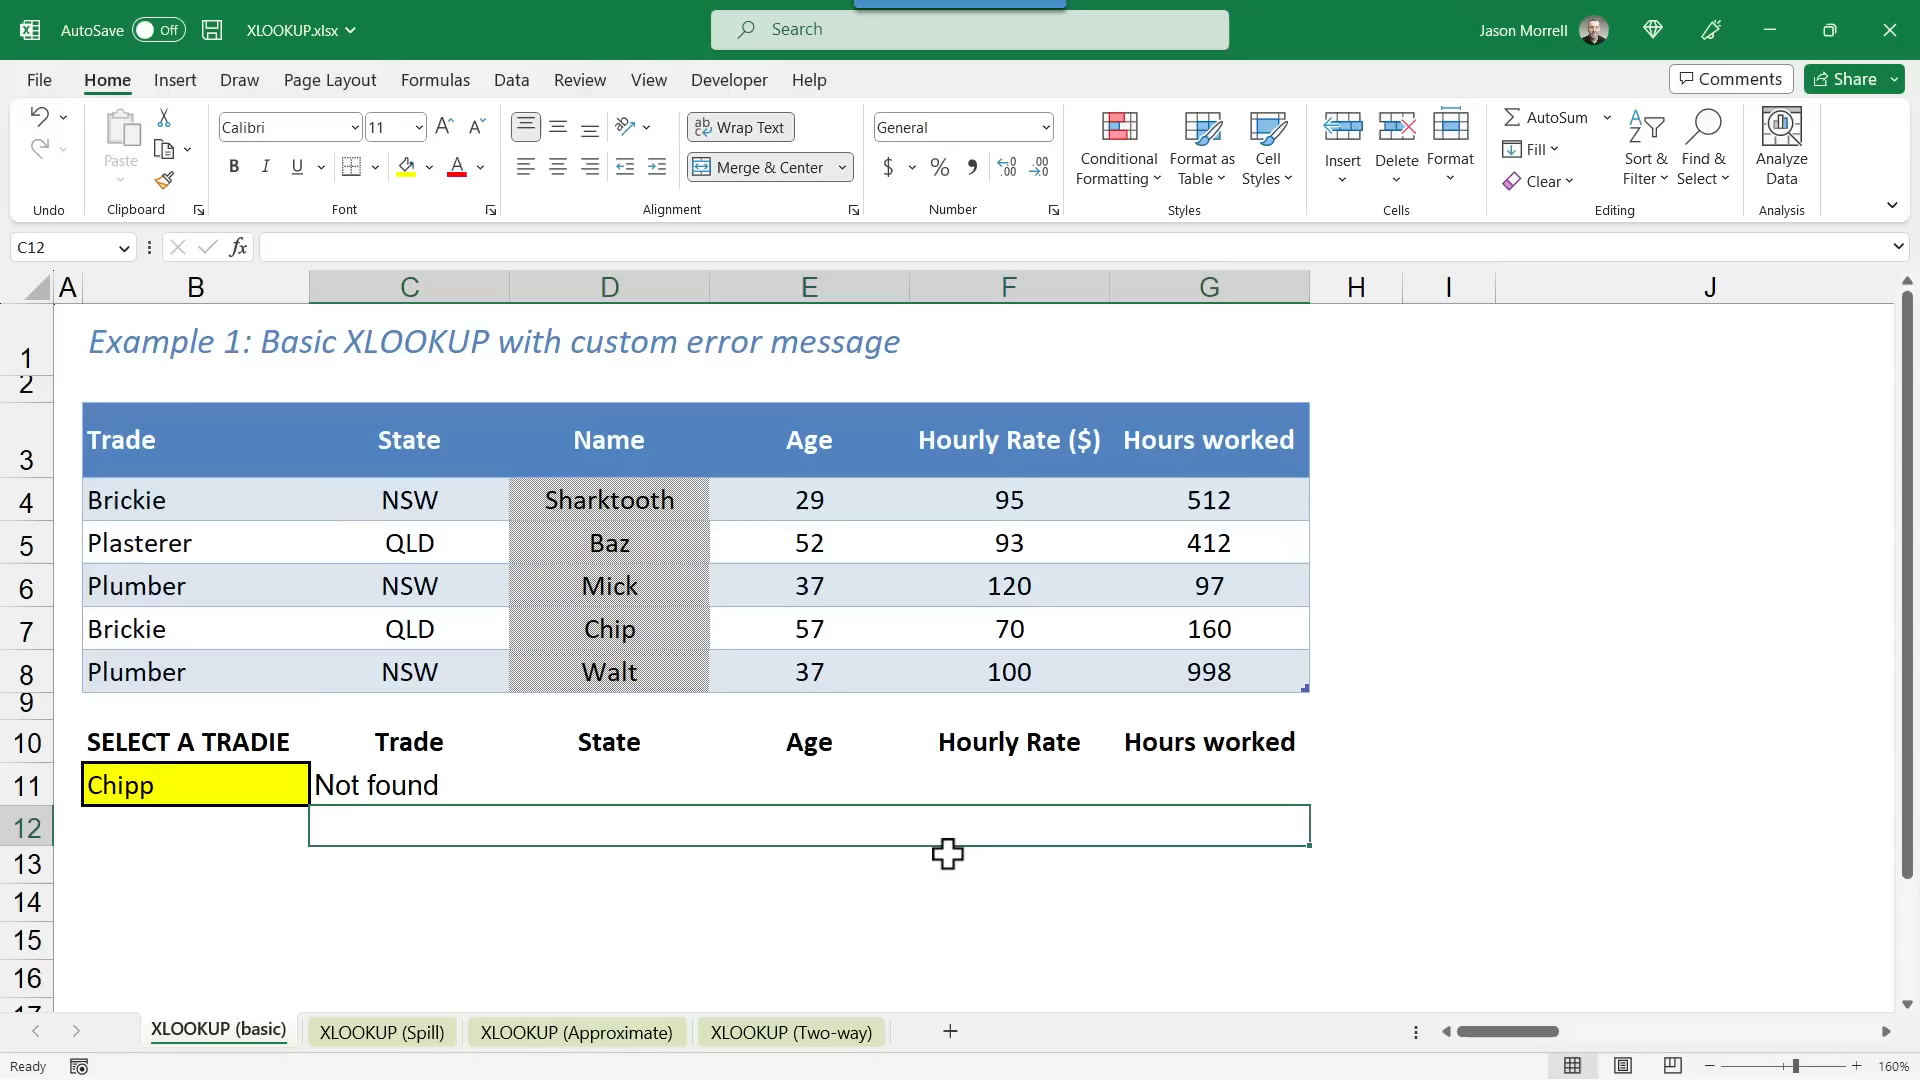 AutoSave Off XLOOKUP.xlsx Search Jason Morrell
File Home Insert Draw Page Layout Formulas Data Review View Developer Help Comments Share
Calibri 11 Wrap Text General AutoSum
Paste Conditional Formatting Format as Table Cell Styles Insert Delete Format Fill Sort & Filter Find & Select Analyze Data
B I U Merge & Center $ % Clear
Undo Clipboard Font Alignment Number Styles Cells Editing Analysis
C12 fx
A B C D E F G H I J
1 Example 1: Basic XLOOKUP with custom error message
2
3 Trade State Name Age Hourly Rate ($) Hours worked
4 Brickie NSW Sharktooth 29 95 512
5 Plasterer QLD Baz 52 93 412
6 Plumber NSW Mick 37 120 97
7 Brickie QLD Chip 57 70 160
8 Plumber NSW Walt 37 100 998
9
10 SELECT A TRADIE Trade State Age Hourly Rate Hours worked
11 Chipp Not found
12
13
14
15
16
17
XLOOKUP (basic) XLOOKUP (Spill) XLOOKUP (Approximate) XLOOKUP (Two-way)
Ready 160%